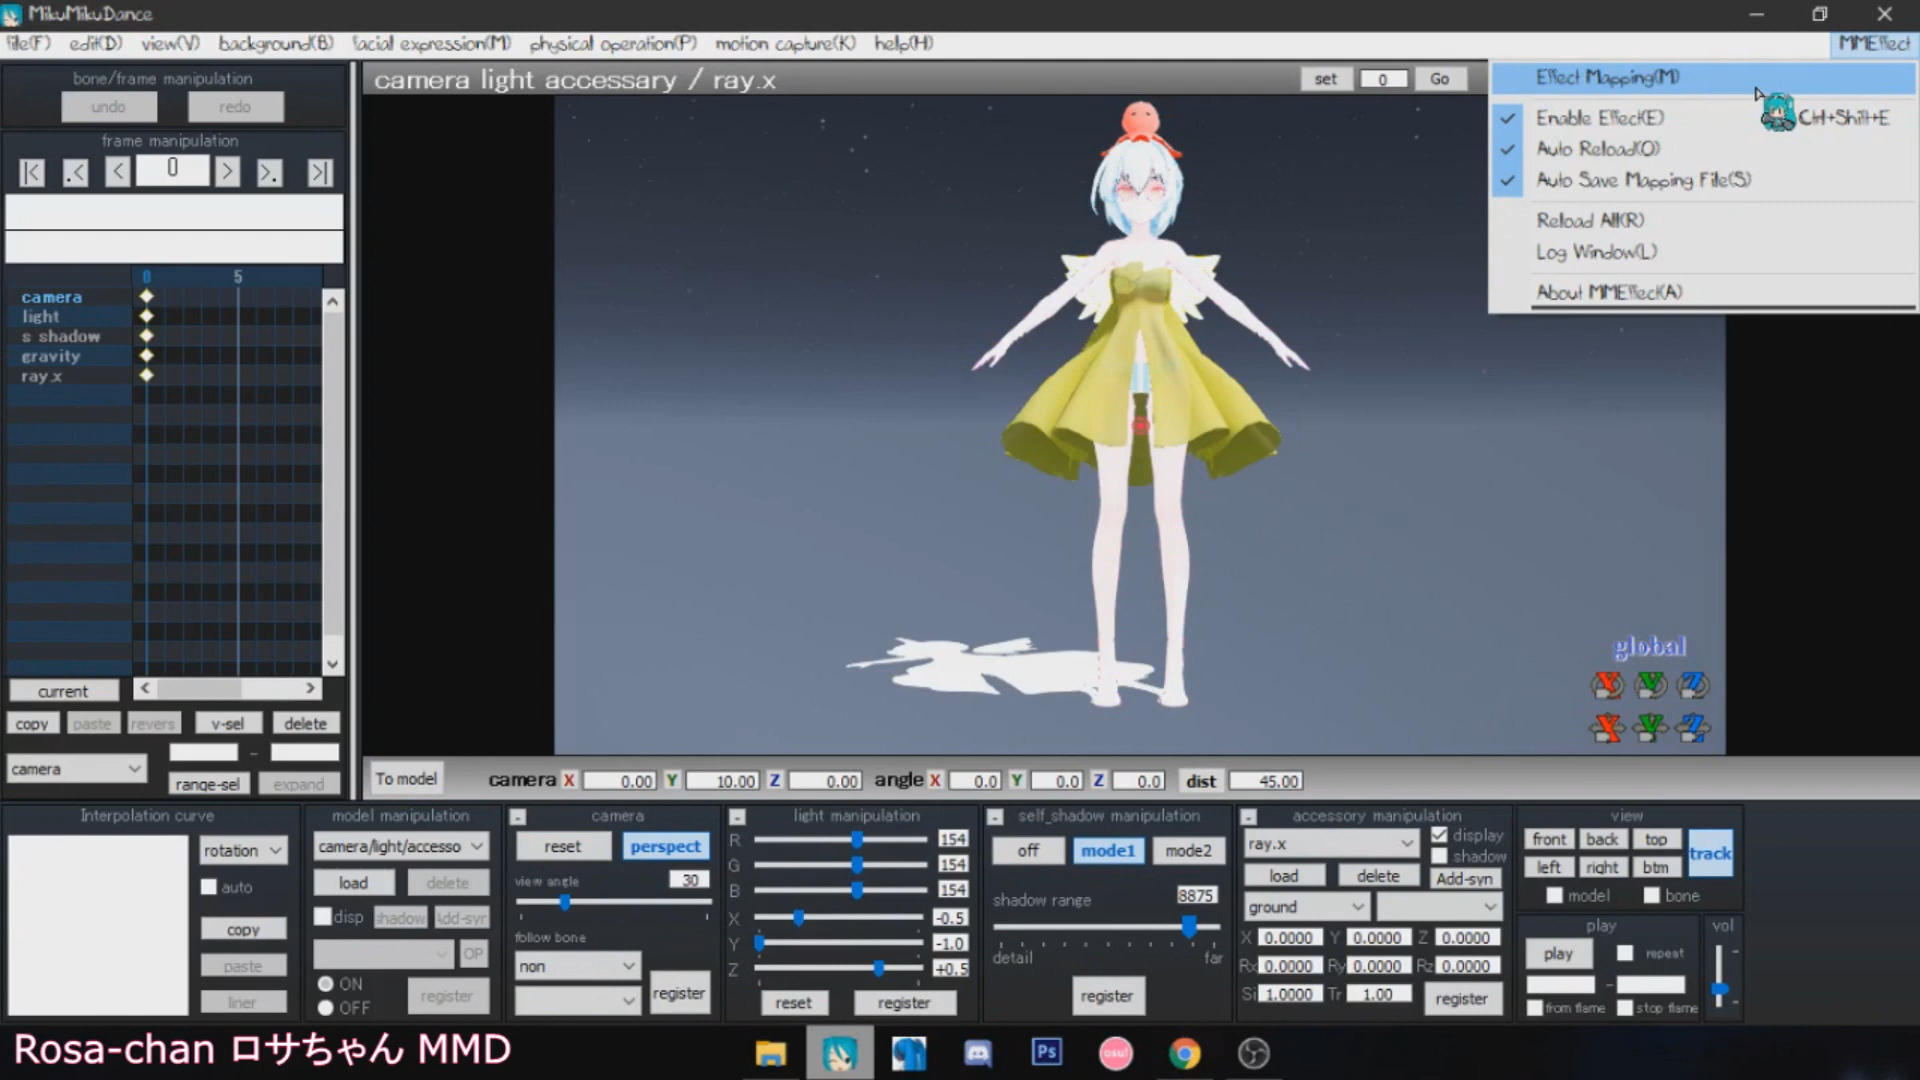 MikuMikuDance
file(F) edit(D) view(V) background(B) facial expression(M) physical operation(P) motion capture(K) help(H) MMEffect
bone/frame manipulation
undo redo
frame manipulation
|< .< < 0 > >. >|
0 5
camera
light
s shadow
gravity
ray.x
current
copy paste revers v-sel delete
-
camera range-sel expand
camera light accessary / ray.x
set 0 Go
Effect Mapping(M)
Enable Effect(E) Ctrl+Shift+E
Auto Reload(O)
Auto Save Mapping File(S)
Reload All(R)
Log Window(L)
About MMEffect(A)
global
X Y Z
X Y Z
To model camera X 0.00 Y 10.00 Z 0.00 angle X 0.0 Y 0.0 Z 0.0 dist 45.00
Interpolation curve
rotation
auto
copy
paste
liner
model manipulation
camera/light/accesso
load delete
disp shadow Add-syn
OP
ON
OFF
register
- camera
reset perspect
view angle 30
follow bone
non
register
- light manipulation
R 154
G 154
B 154
X -0.5
Y -1.0
Z +0.5
reset register
- self_shadow manipulation
off mode1 mode2
shadow range 8875
detail far
register
- accessory manipulation
ray.x display
shadow
load delete Add-syn
ground
X 0.0000 Y 0.0000 Z 0.0000
Rx 0.0000 Ry 0.0000 Rz 0.0000
Si 1.0000 Tr 1.00 register
view
front back top
left right btm
track
model bone
play
play repeat
-
from flame stop flame
vol
Rosa-chan ロサちゃん MMD
Ps
osu!